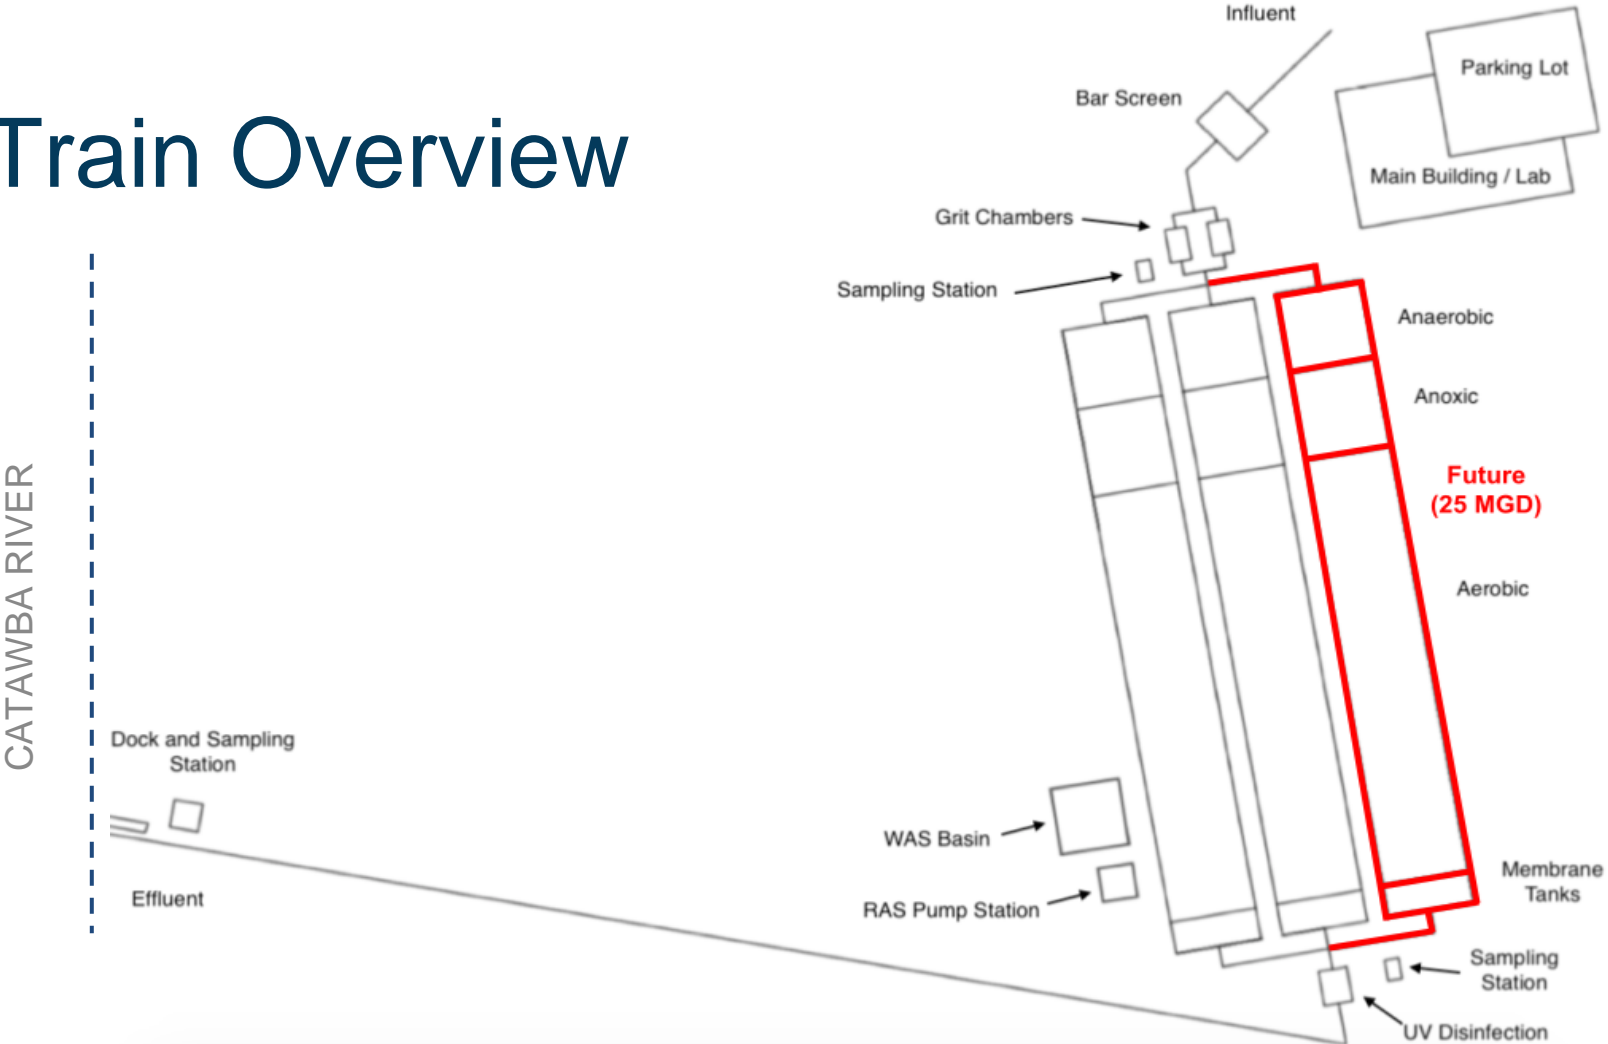 Train Overview
Influent
Parking Lot
Bar Screen
Main Building / Lab
Grit Chambers
Sampling Station
Anaerobic
Anoxic
Future
(25 MGD)
Aerobic
CATAWBA RIVER
Dock and Sampling
Station
Effluent
WAS Basin
RAS Pump Station
Membrane
Tanks
Sampling
Station
UV Disinfection